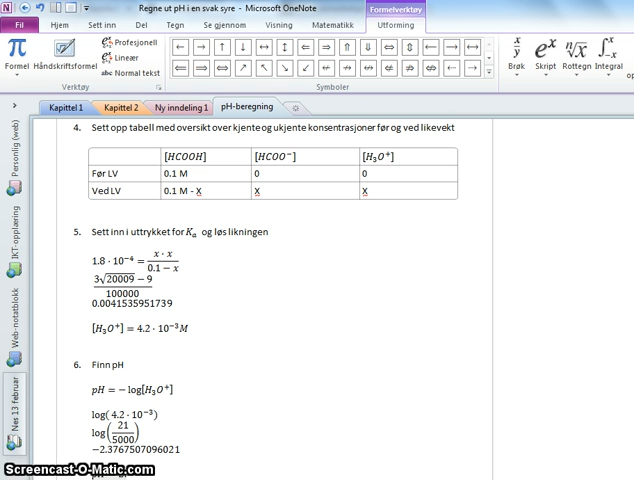 Regne ut pH i en svak syre - Microsoft OneNote
Formelverktøy
Fil Hjem Sett inn Del Tegn Se gjennom Visning Matematikk Utforming
π Formel
Håndskriftsformel
Profesjonell
Lineær
abc Normal tekst
Verktøy
← → ↑ ↓ ↔ ↕ ⇐ ⇒ ⇑ ⇓ ⇔ ⇕
Symboler
x/y Brøk
eˣ Skript
ⁿ√x Rottegn
Integral
Kapittel 1 Kapittel 2 Ny inndeling 1 pH-beregning
Personlig (web)
IKT-opplæring
Web-notatblokk
Nes 13 februar
4. Sett opp tabell med oversikt over kjente og ukjente konsentrasjoner før og ved likevekt
[HCOOH] [HCOO⁻] [H₃O⁺]
Før LV 0.1 M 0 0
Ved LV 0.1 M - X X X
5. Sett inn i uttrykket for Kₐ og løs likningen
1.8 · 10⁻⁴ = x · x / 0.1 − x
3√20009 − 9 / 100000
0.0041535951739
[H₃O⁺] = 4.2 · 10⁻³M
6. Finn pH
pH = − log[H₃O⁺]
log( 4.2 · 10⁻³)
log(21/5000)
−2.3767507096021
Screencast-O-Matic.com